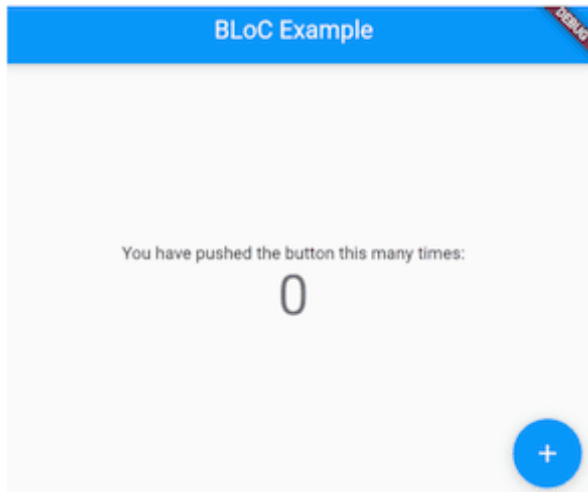 BLoC Example
DEBUG
You have pushed the button this many times:
0
+